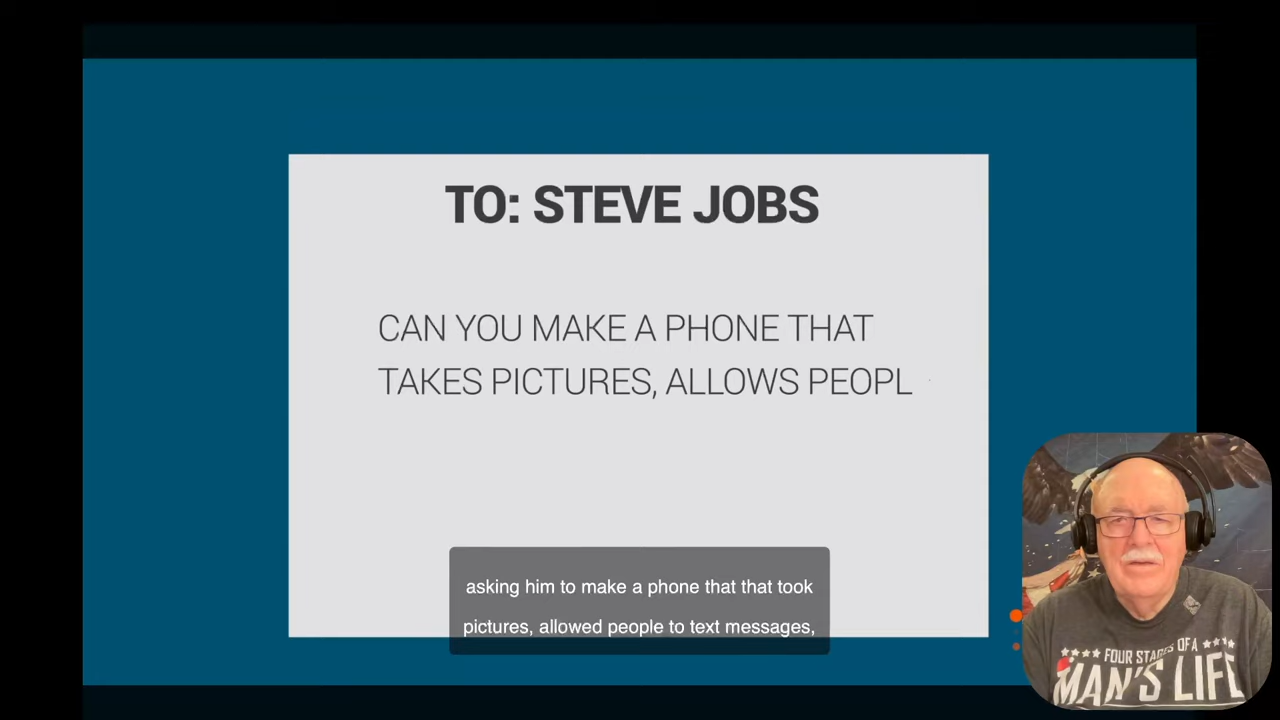 TO: STEVE JOBS
CAN YOU MAKE A PHONE THAT
TAKES PICTURES, ALLOWS PEOPL
asking him to make a phone that that took
pictures, allowed people to text messages,
FOUR STAGES OF A
MAN'S LIFE